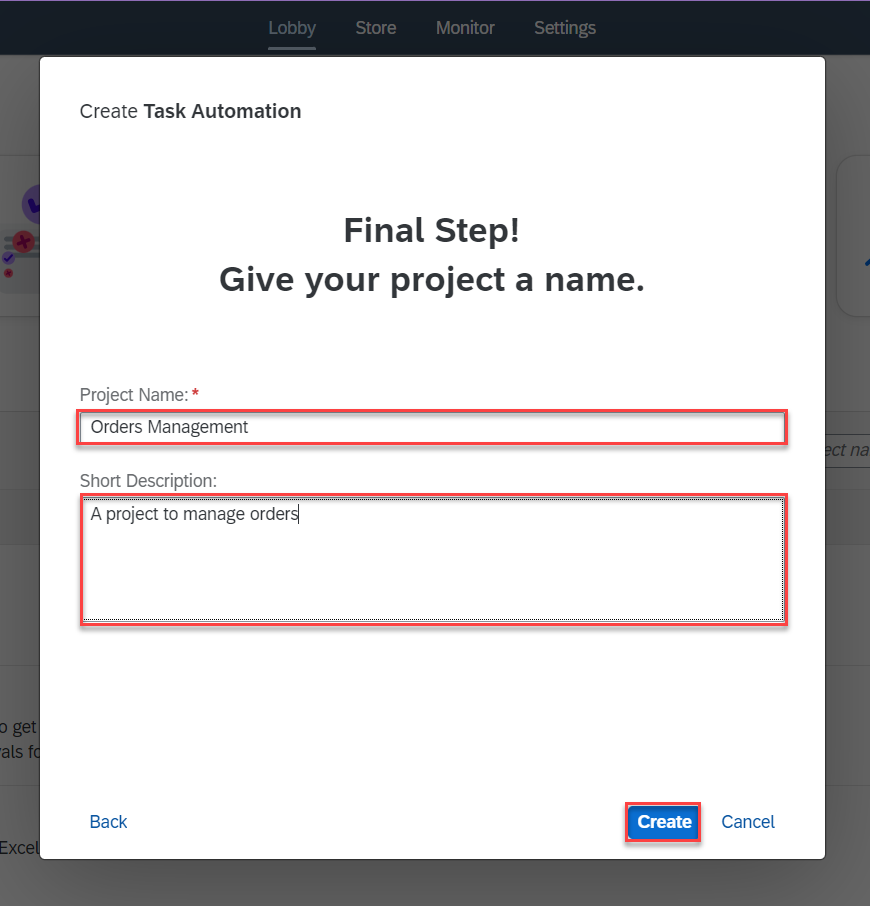 Lobby Store Monitor Settings
Create Task Automation
Final Step!
Give your project a name.
Project Name: *
Orders Management
ect na
Short Description:
A project to manage orders
o get
als fo
Back Create Cancel
Excel